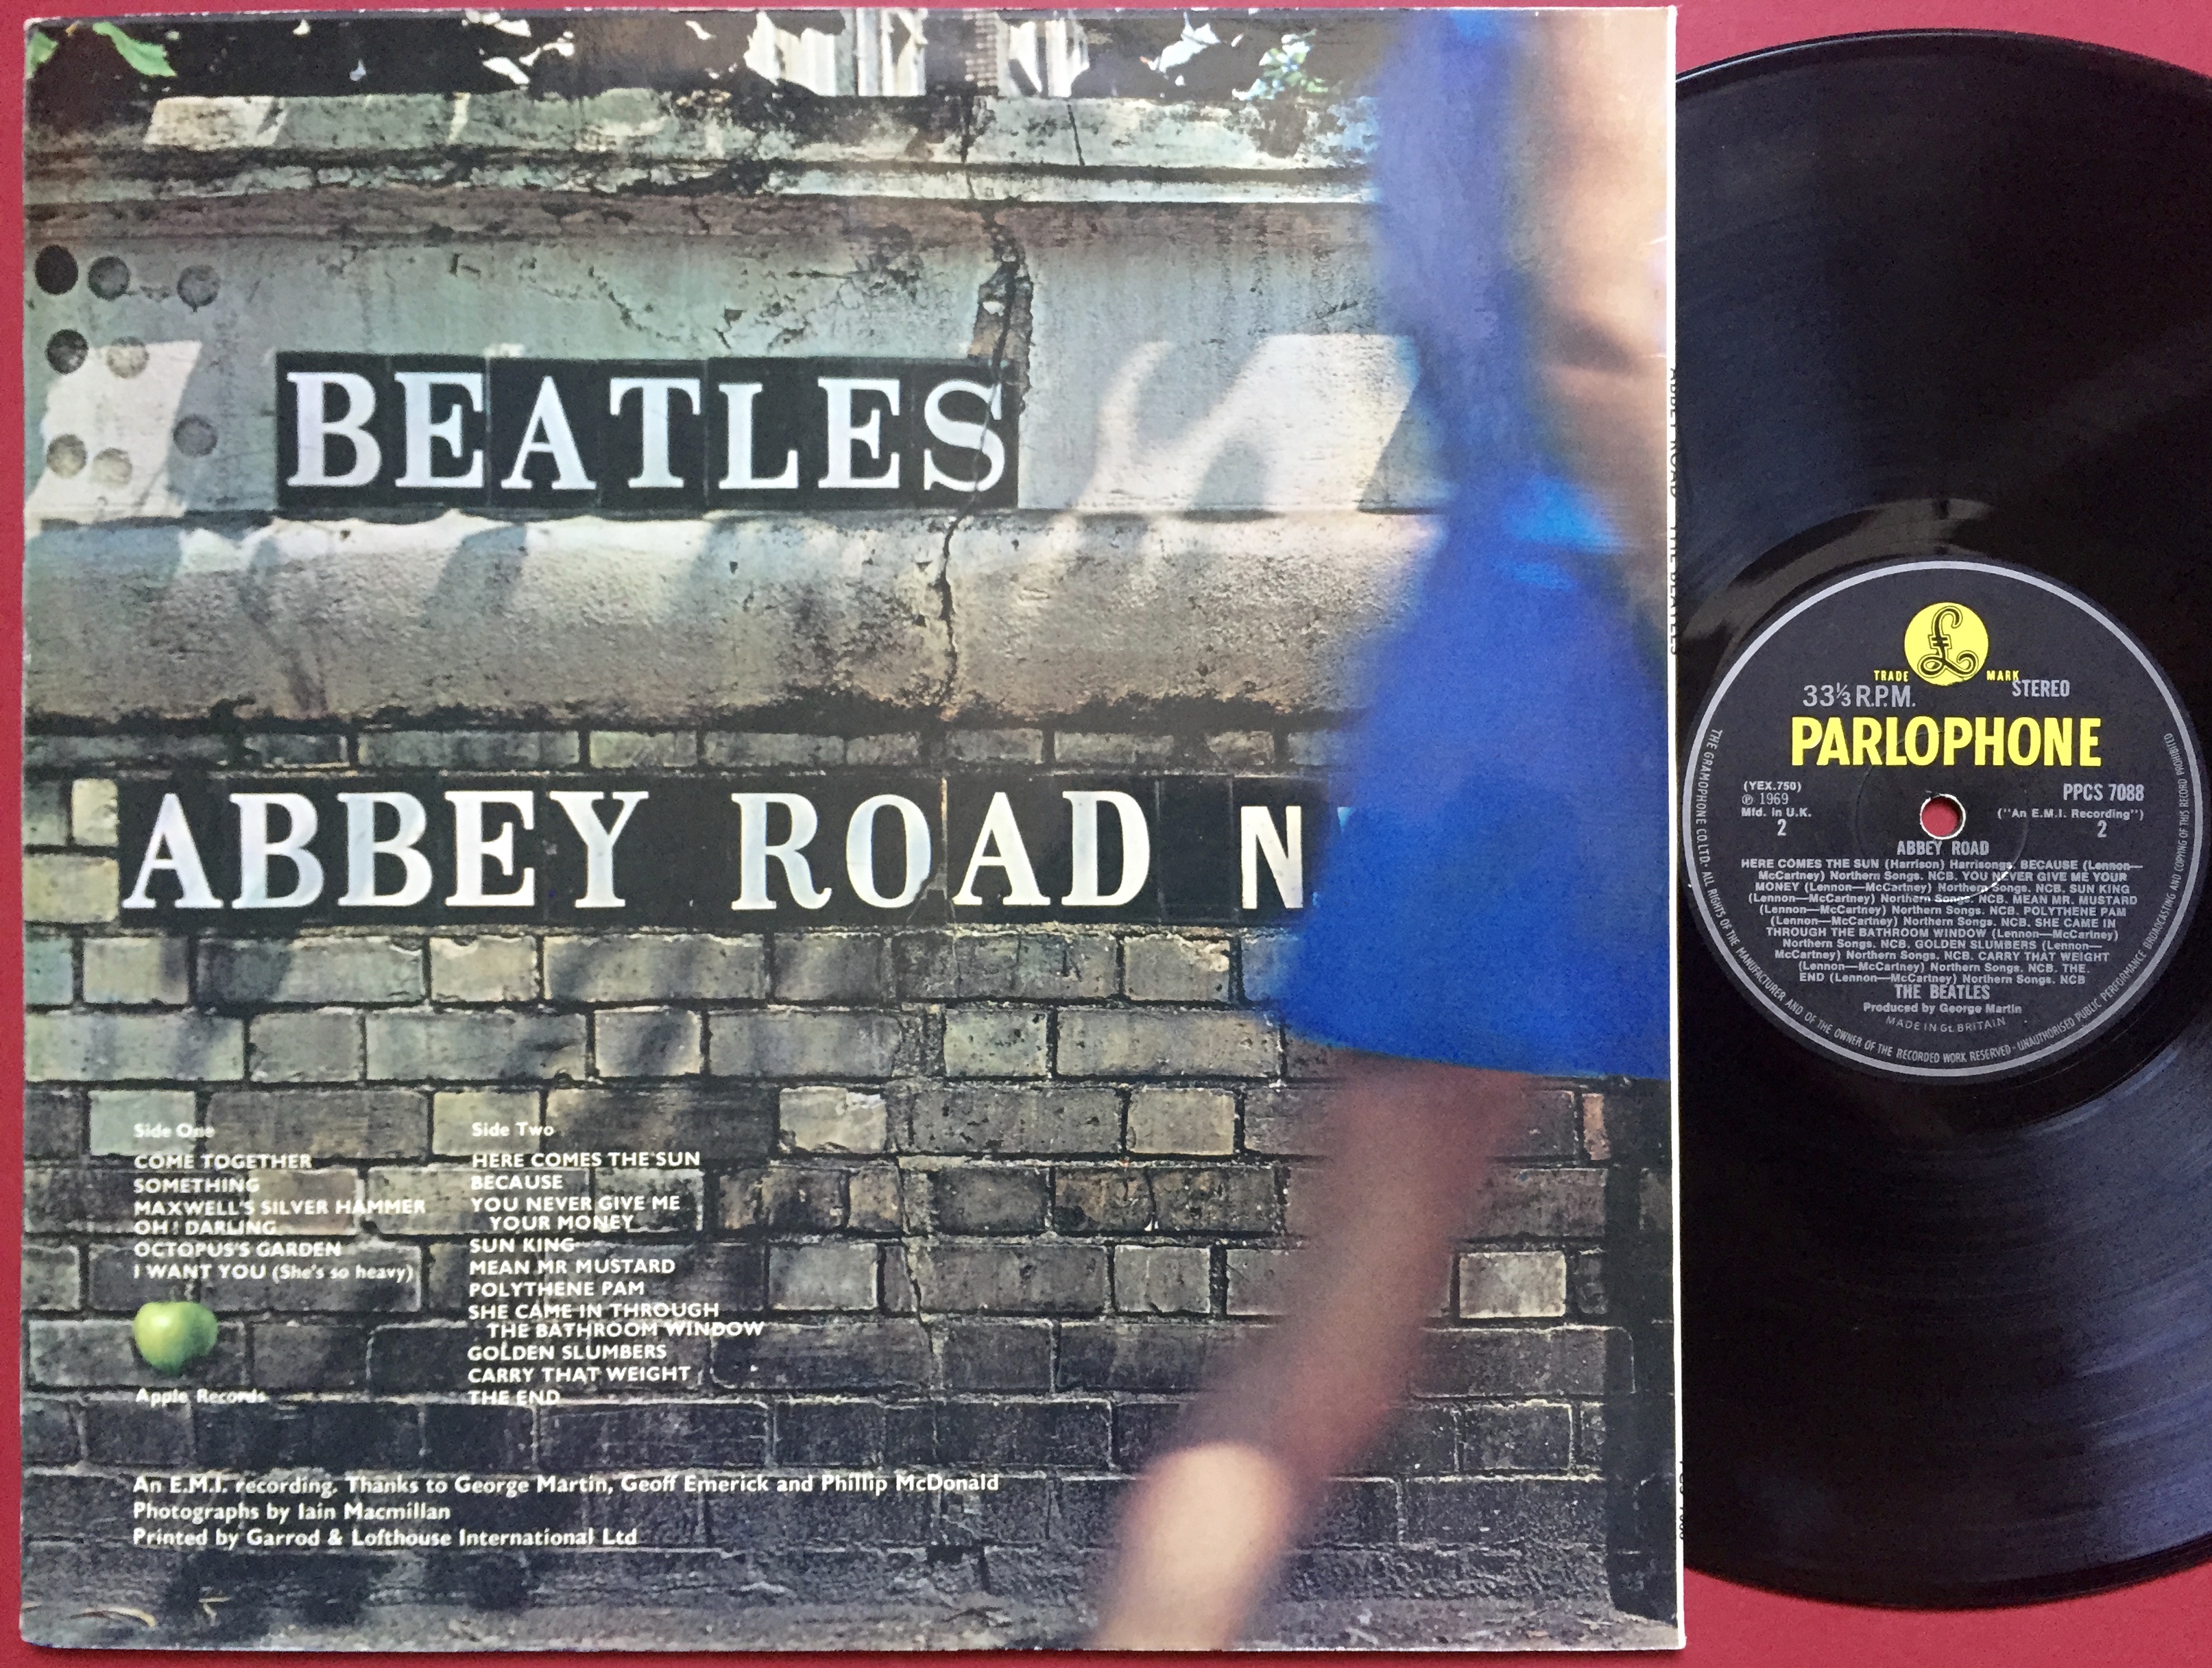 BEATLES
ABBEY ROAD N
Side One
COME TOGETHER
SOMETHING
MAXWELL'S SILVER HAMMER
OH! DARLING
OCTOPUS'S GARDEN
I WANT YOU (She's so heavy)
Apple Records
Side Two
HERE COMES THE SUN
BECAUSE
YOU NEVER GIVE ME
YOUR MONEY
SUN KING
MEAN MR MUSTARD
POLYTHENE PAM
SHE CAME IN THROUGH
THE BATHROOM WINDOW
GOLDEN SLUMBERS
CARRY THAT WEIGHT
THE END
An E.M.I. recording. Thanks to George Martin, Geoff Emerick and Phillip McDonald
Photographs by Iain Macmillan
Printed by Garrod & Lofthouse International Ltd
ABBEY ROAD THE BEATLES
£
TRADE MARK
33⅓ R.P.M. STEREO
PARLOPHONE
(YEX.750)
℗ 1969
Mfd. in U.K.
2
PPCS 7088
("An E.M.I. Recording")
2
ABBEY ROAD
HERE COMES THE SUN (Harrison) Harrisongs. BECAUSE (Lennon—
McCartney) Northern Songs. NCB. YOU NEVER GIVE ME YOUR
MONEY (Lennon—McCartney) Northern Songs. NCB. SUN KING
(Lennon—McCartney) Northern Songs. NCB. MEAN MR. MUSTARD
(Lennon—McCartney) Northern Songs. NCB. POLYTHENE PAM
(Lennon—McCartney) Northern Songs. NCB. SHE CAME IN
THROUGH THE BATHROOM WINDOW (Lennon—McCartney)
Northern Songs. NCB. GOLDEN SLUMBERS (Lennon—
McCartney) Northern Songs. NCB. CARRY THAT WEIGHT
(Lennon—McCartney) Northern Songs. NCB. THE.
END (Lennon—McCartney) Northern Songs. NCB
THE BEATLES
Produced by George Martin
MADE IN Gt. BRITAIN
THE GRAMOPHONE CO. LTD · ALL RIGHTS OF THE MANUFACTURER AND OF THE OWNER OF THE RECORDED WORK RESERVED · UNAUTHORISED PUBLIC PERFORMANCE BROADCASTING AND COPYING OF THIS RECORD PROHIBITED